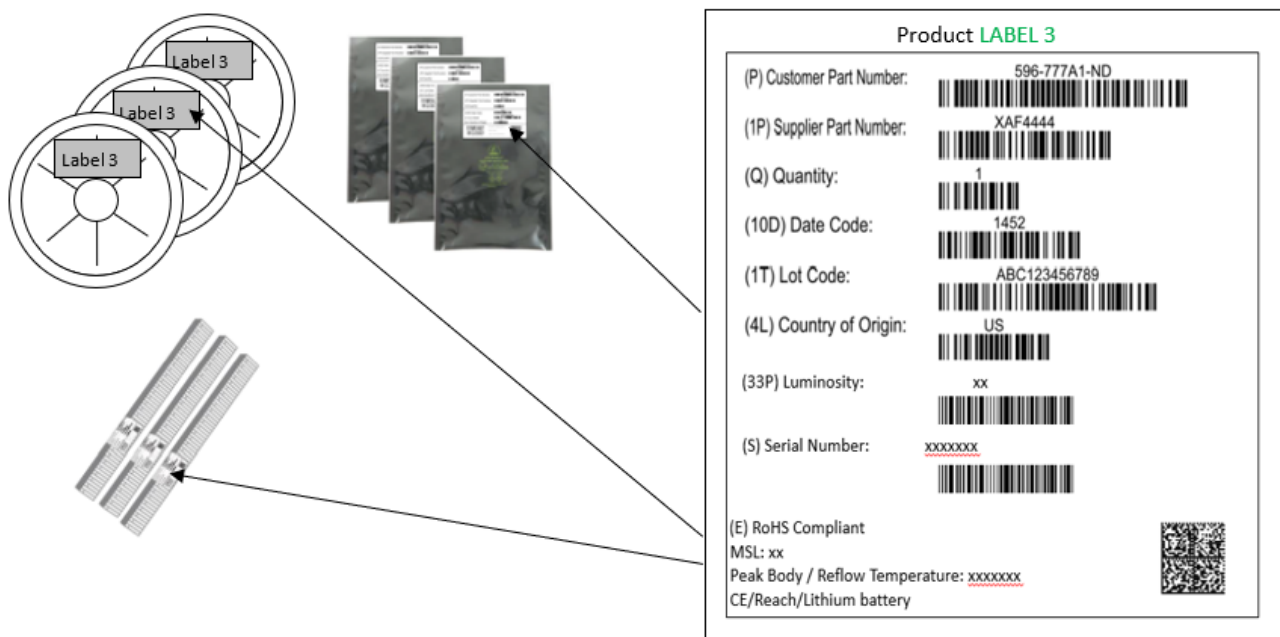 Label 3
Label 3
Label 3
Product LABEL 3
(P) Customer Part Number:
596-777A1-ND
(1P) Supplier Part Number:
XAF4444
(Q) Quantity:
1
(10D) Date Code:
1452
(1T) Lot Code:
ABC123456789
(4L) Country of Origin:
US
(33P) Luminosity:
xx
(S) Serial Number:
xxxxxxx
(E) RoHS Compliant
MSL: xx
Peak Body / Reflow Temperature: xxxxxxx
CE/Reach/Lithium battery